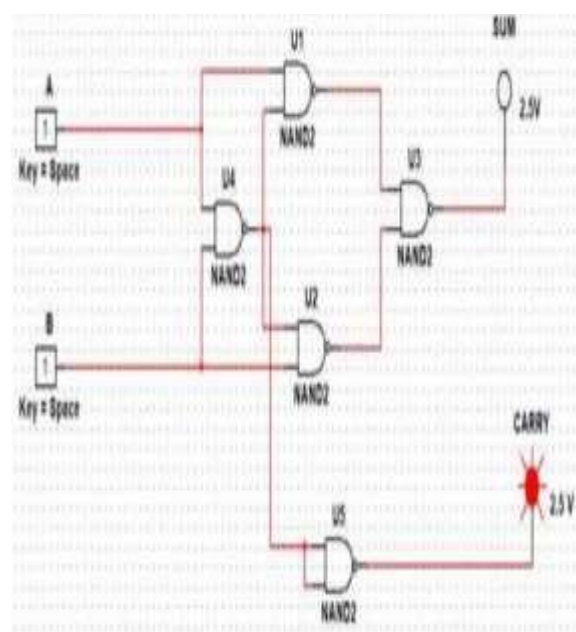 SUM
U1
A
2.5V
1
NAND2
Key = Space
U3
U4
NAND2
NAND2
U2
B
1
NAND2
Key = Space
CARRY
2.5 V
U5
NAND2